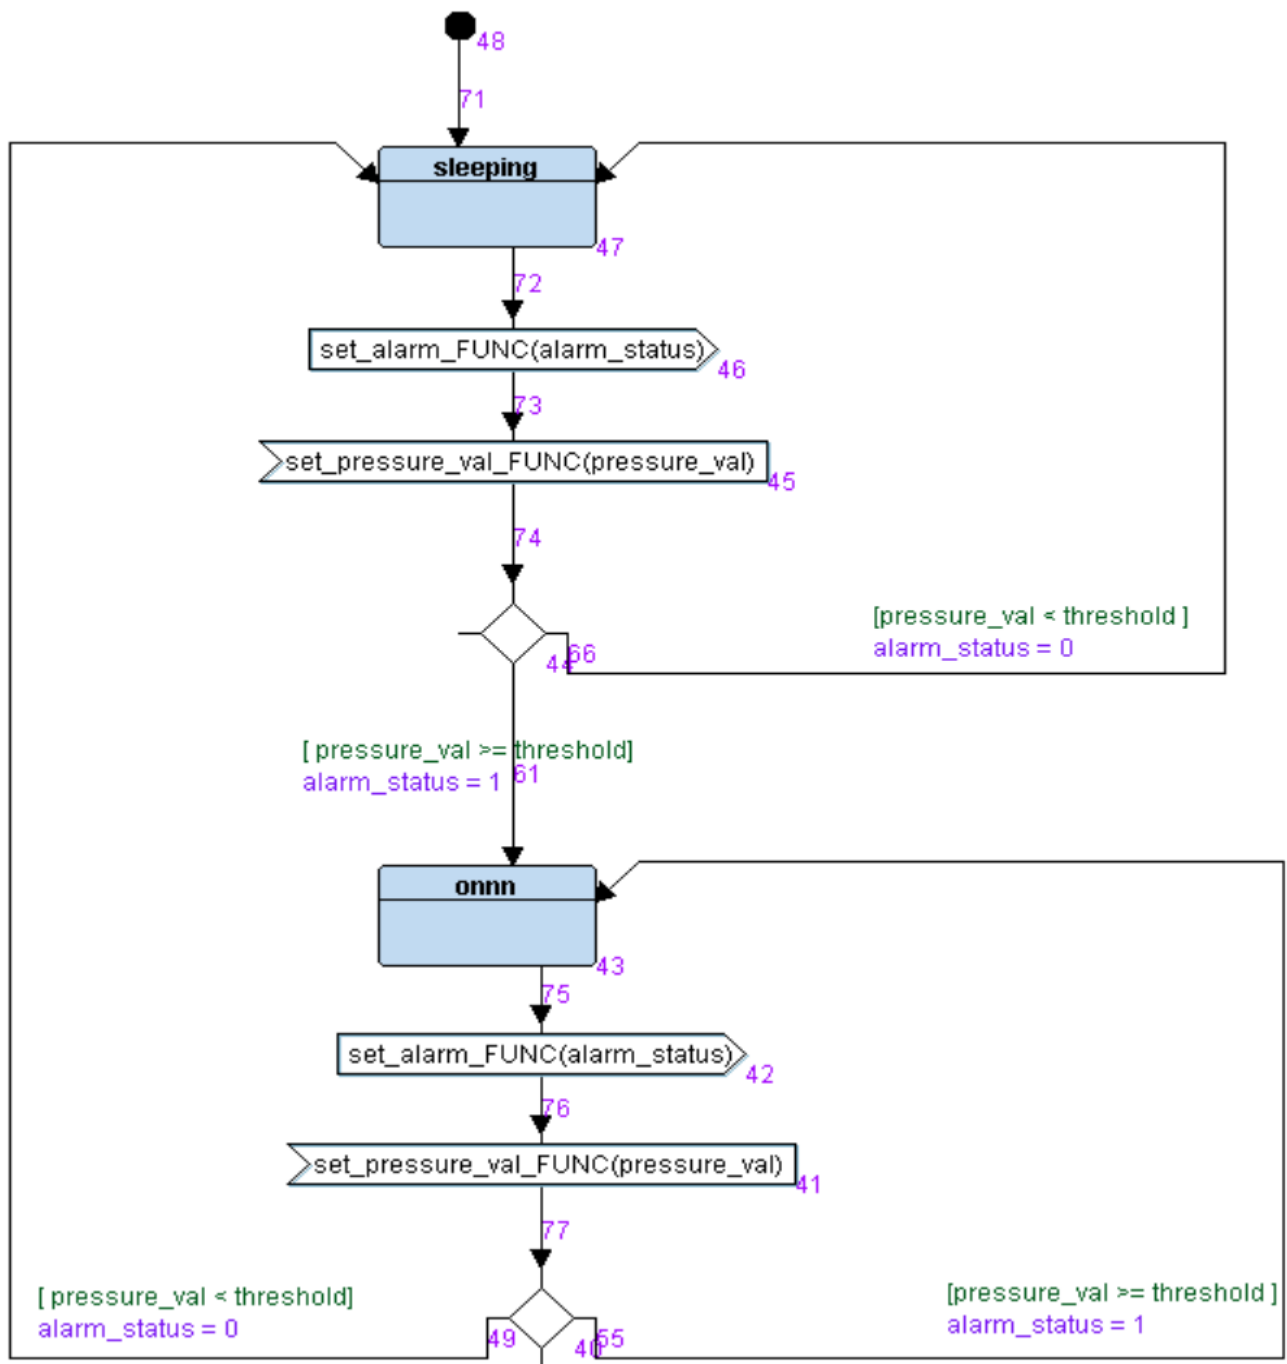 48
71
sleeping
47
72
set_alarm_FUNC(alarm_status)
46
73
set_pressure_val_FUNC(pressure_val)
45
74
[pressure_val < threshold ]
alarm_status = 0
44
66
[ pressure_val >= threshold]
alarm_status = 1
61
onnn
43
75
set_alarm_FUNC(alarm_status)
42
76
set_pressure_val_FUNC(pressure_val)
41
77
[ pressure_val < threshold]
alarm_status = 0
[pressure_val >= threshold ]
alarm_status = 1
49
40
55